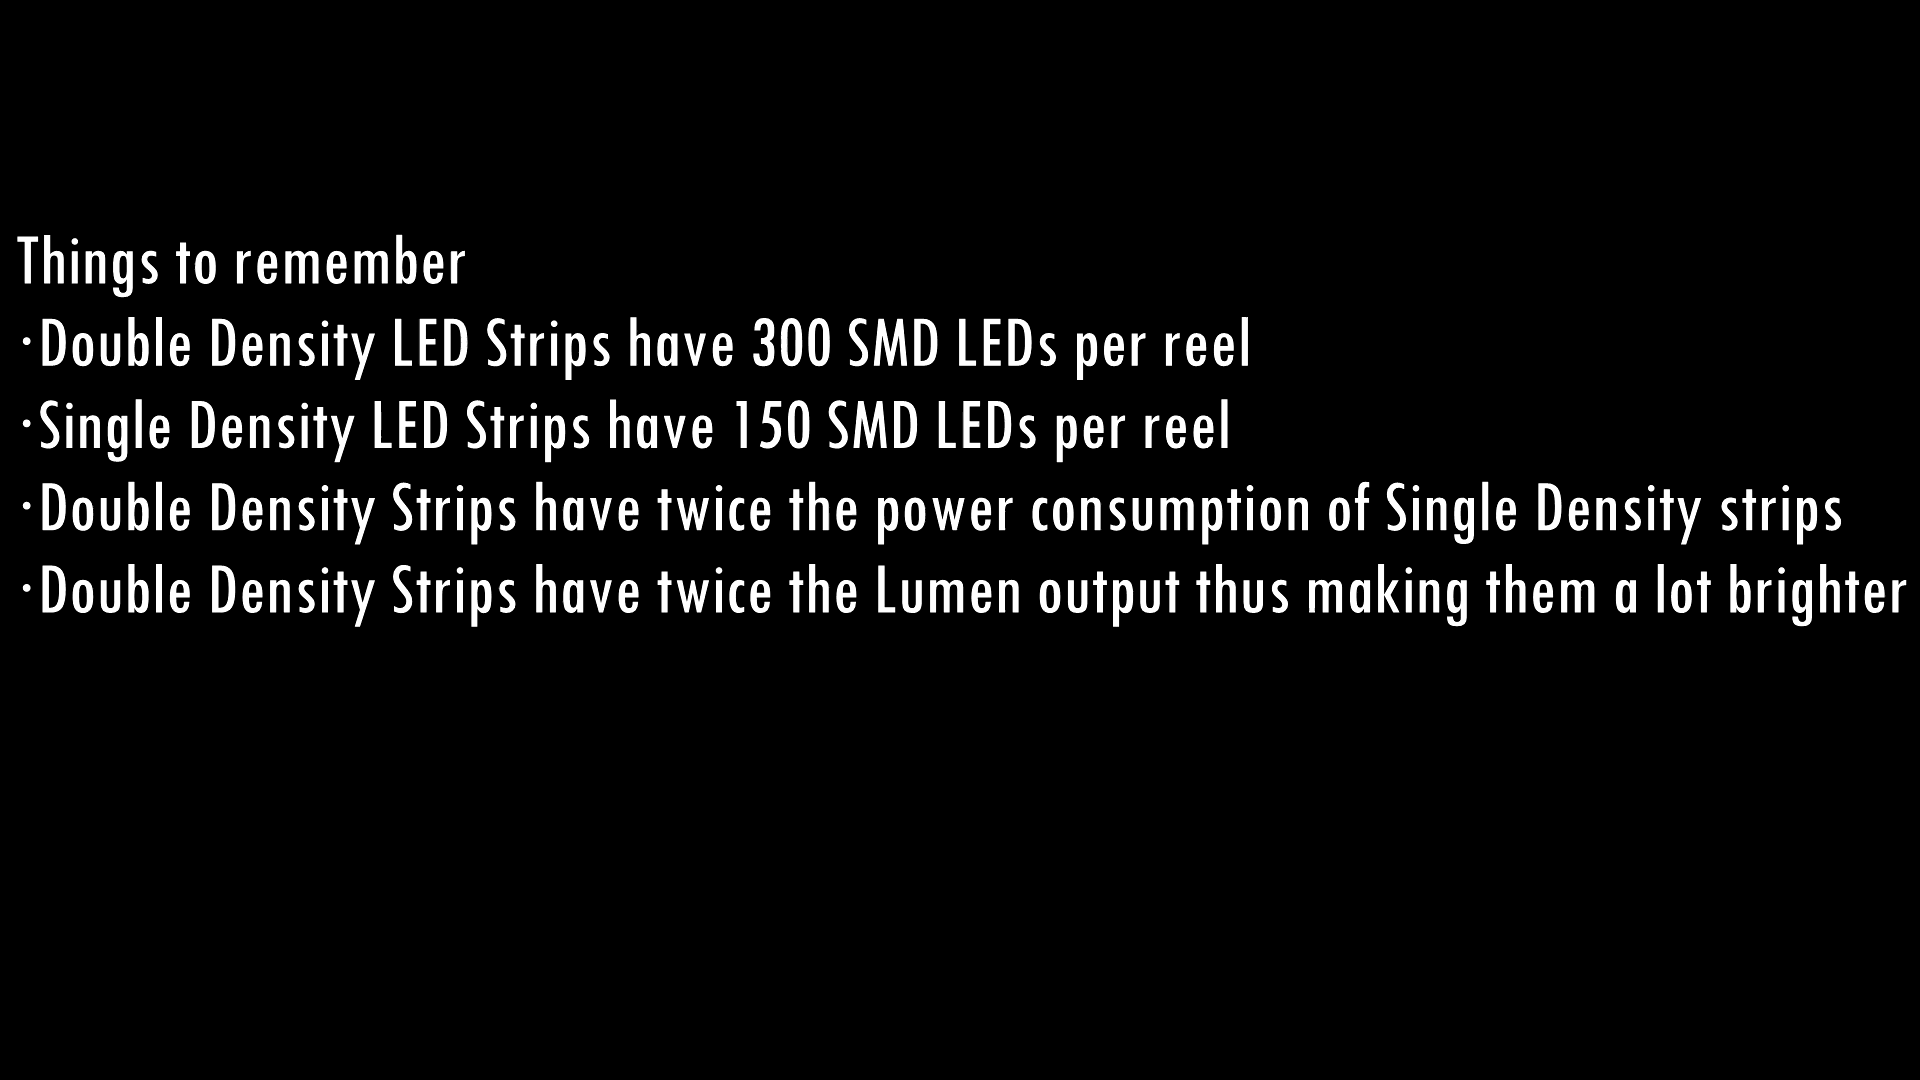 Things to remember
·Double Density LED Strips have 300 SMD LEDs per reel
·Single Density LED Strips have 150 SMD LEDs per reel
·Double Density Strips have twice the power consumption of Single Density strips
·Double Density Strips have twice the Lumen output thus making them a lot brighter